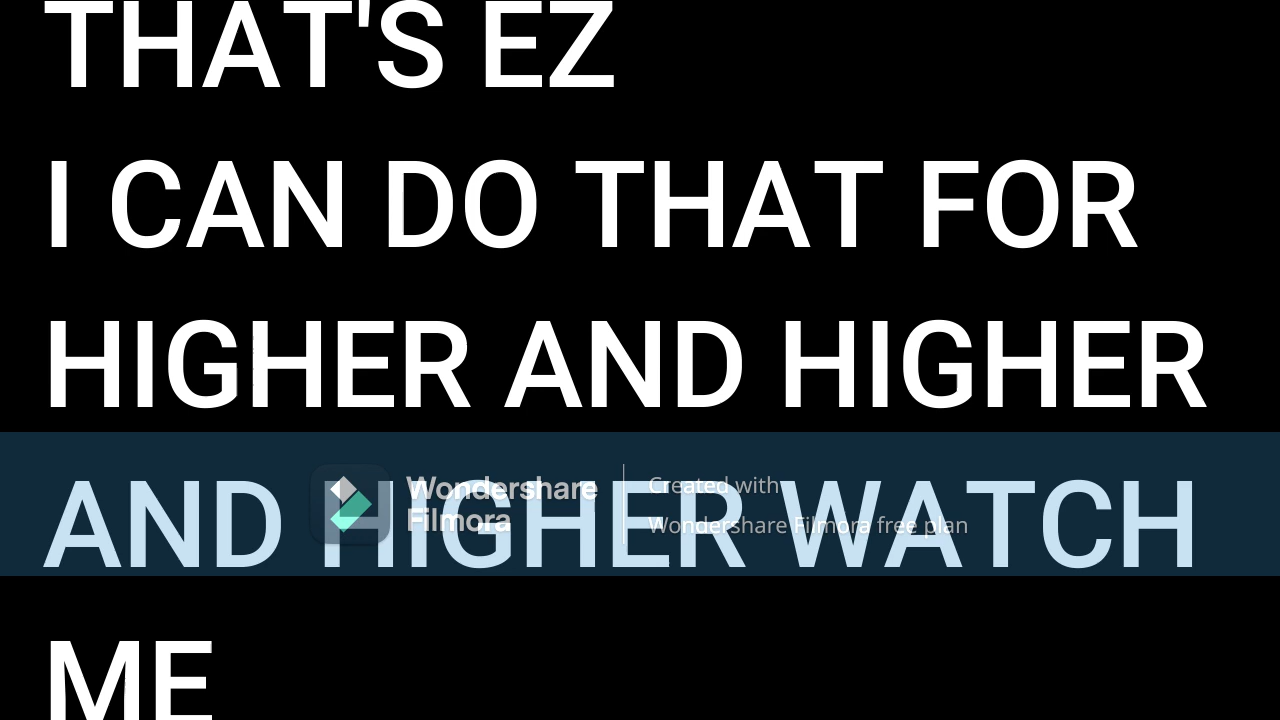 THAT'S EZ
I CAN DO THAT FOR
HIGHER AND HIGHER
AND HIGHER WATCH
Wondershare
Filmora
Created with
Wondershare Filmora free plan
ME